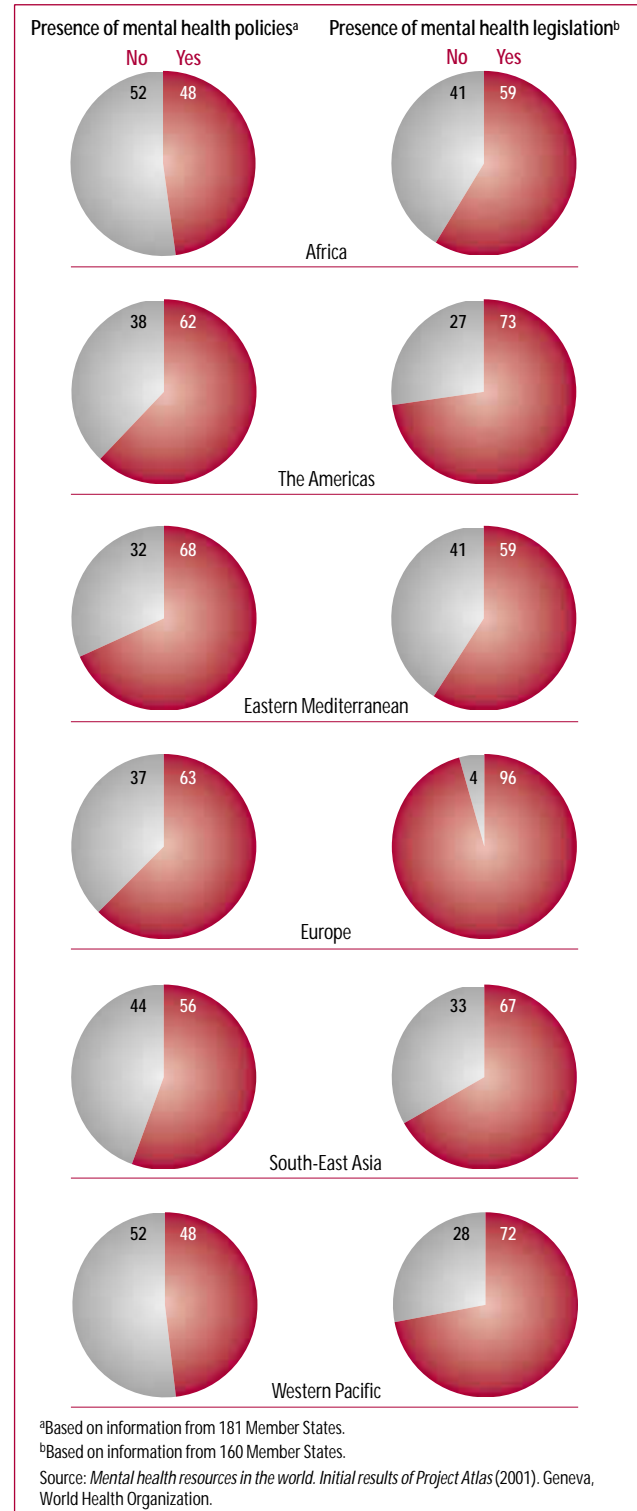 Presence of mental health policiesᵃ Presence of mental health legislationᵇ
No Yes No Yes
52 48 41 59
Africa
38 62 27 73
The Americas
32 68 41 59
Eastern Mediterranean
37 63 4 96
Europe
44 56 33 67
South-East Asia
52 48 28 72
Western Pacific
ᵃBased on information from 181 Member States.
ᵇBased on information from 160 Member States.
Source: Mental health resources in the world. Initial results of Project Atlas (2001). Geneva,
World Health Organization.